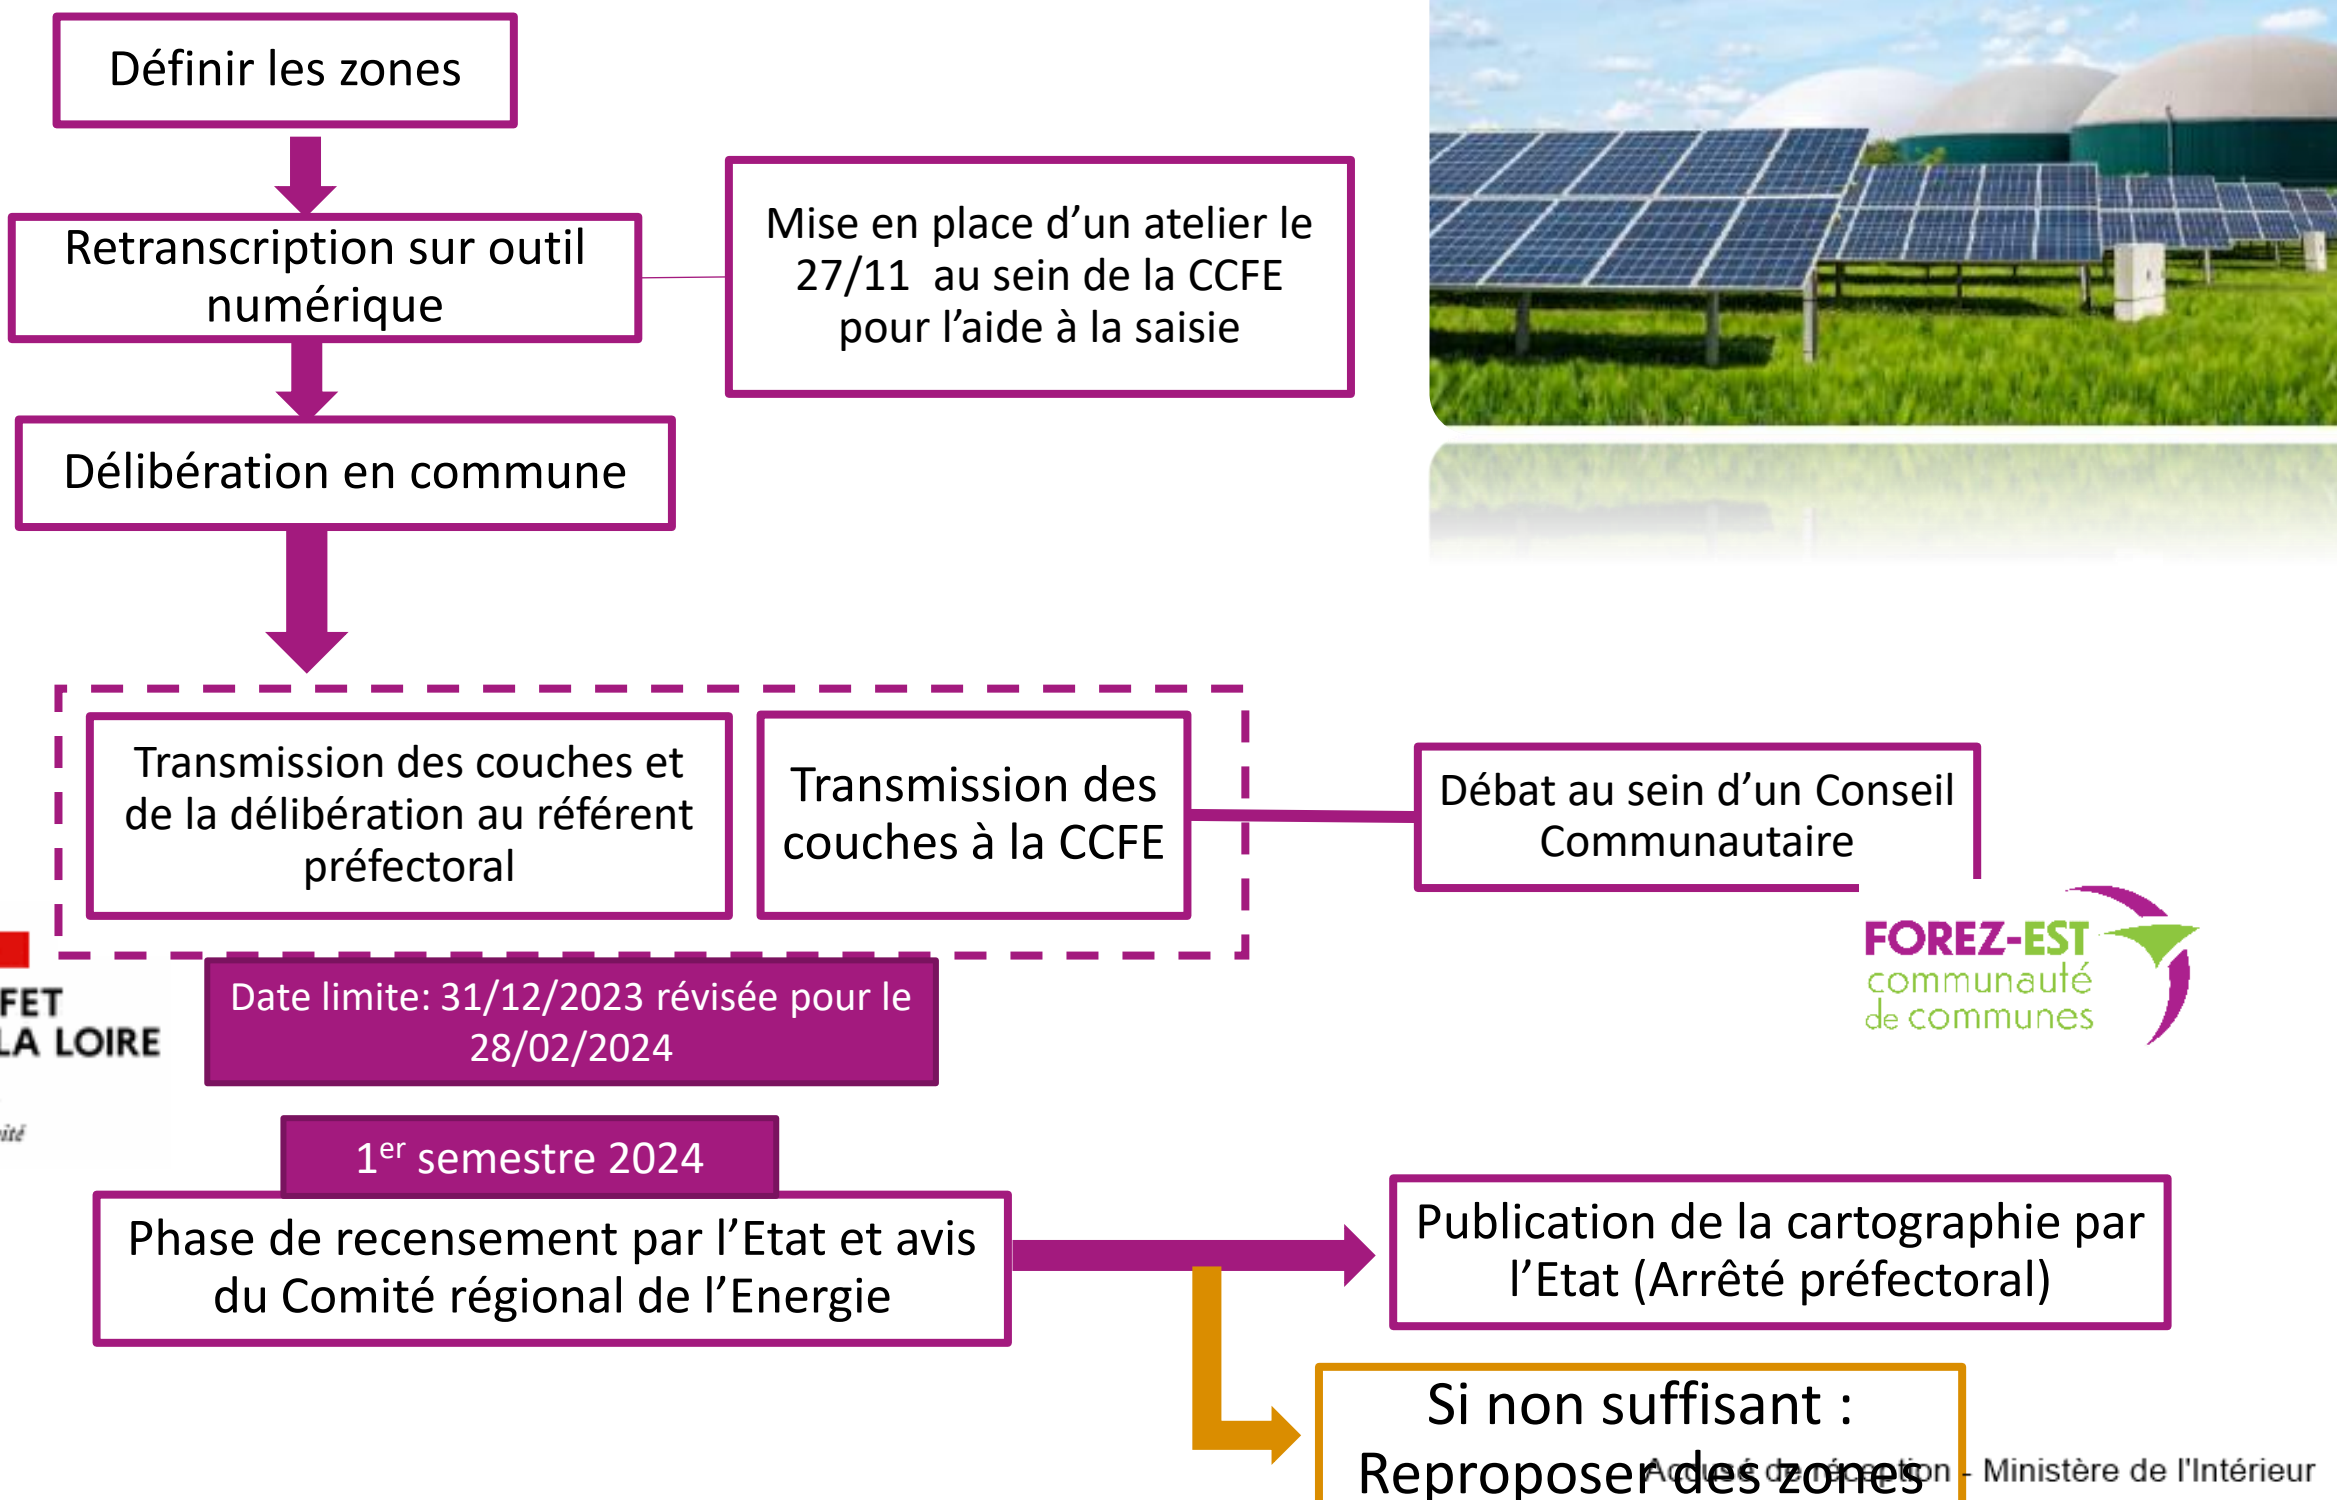 Définir les zones
Retranscription sur outil
numérique
Mise en place d’un atelier le
27/11 au sein de la CCFE
pour l’aide à la saisie
Délibération en commune
Transmission des couches et
de la délibération au référent
préfectoral
Transmission des
couches à la CCFE
Débat au sein d’un Conseil
Communautaire
FOREZ-EST
communauté
de communes
FET
LA LOIRE
Date limite: 31/12/2023 révisée pour le
28/02/2024
1er semestre 2024
Phase de recensement par l’Etat et avis
du Comité régional de l’Energie
Publication de la cartographie par
l’Etat (Arrêté préfectoral)
Si non suffisant :
Reproposer des zones
Accusé de réception - Ministère de l'Intérieur